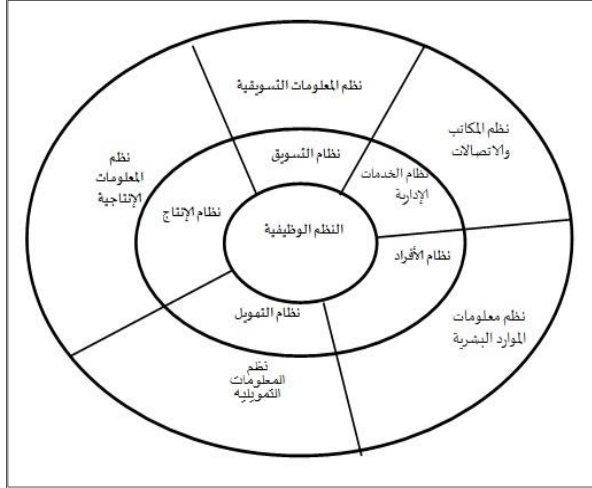 نظم المعلومات التسويقية
نظم المكاتب
والاتصالات
نظام التسويق
نظم
المعلومات
الإنتاجية
نظام الخدمات
الإدارية
نظام الإنتاج
النظم الوظيفية
نظام الأفراد
نظام التمويل
نظم معلومات
الموارد البشرية
نظم
المعلومات
التمويليه